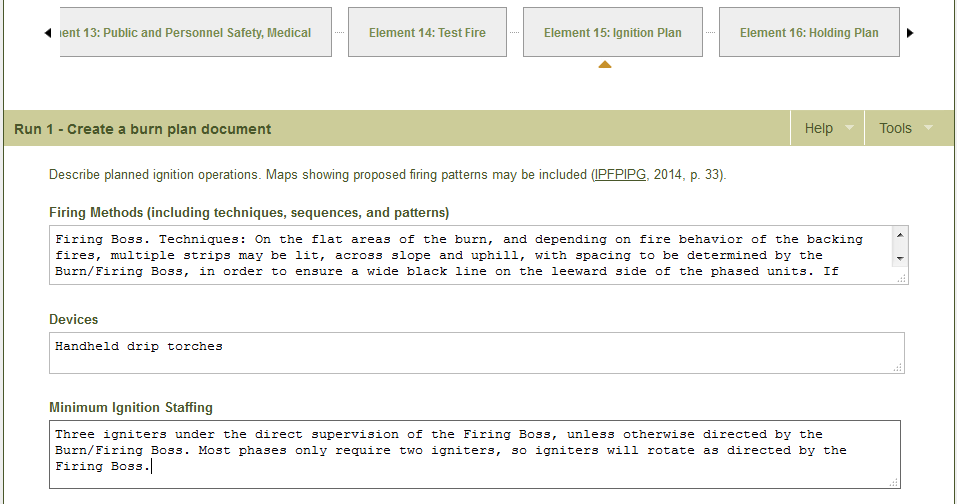 ent 13: Public and Personnel Safety, Medical
Element 14: Test Fire
Element 15: Ignition Plan
Element 16: Holding Plan
Run 1 - Create a burn plan document
Help
Tools
Describe planned ignition operations. Maps showing proposed firing patterns may be included (IPFPIPG, 2014, p. 33).
Firing Methods (including techniques, sequences, and patterns)
Firing Boss. Techniques: On the flat areas of the burn, and depending on fire behavior of the backing
fires, multiple strips may be lit, across slope and uphill, with spacing to be determined by the
Burn/Firing Boss, in order to ensure a wide black line on the leeward side of the phased units. If
Devices
Handheld drip torches
Minimum Ignition Staffing
Three igniters under the direct supervision of the Firing Boss, unless otherwise directed by the
Burn/Firing Boss. Most phases only require two igniters, so igniters will rotate as directed by the
Firing Boss.